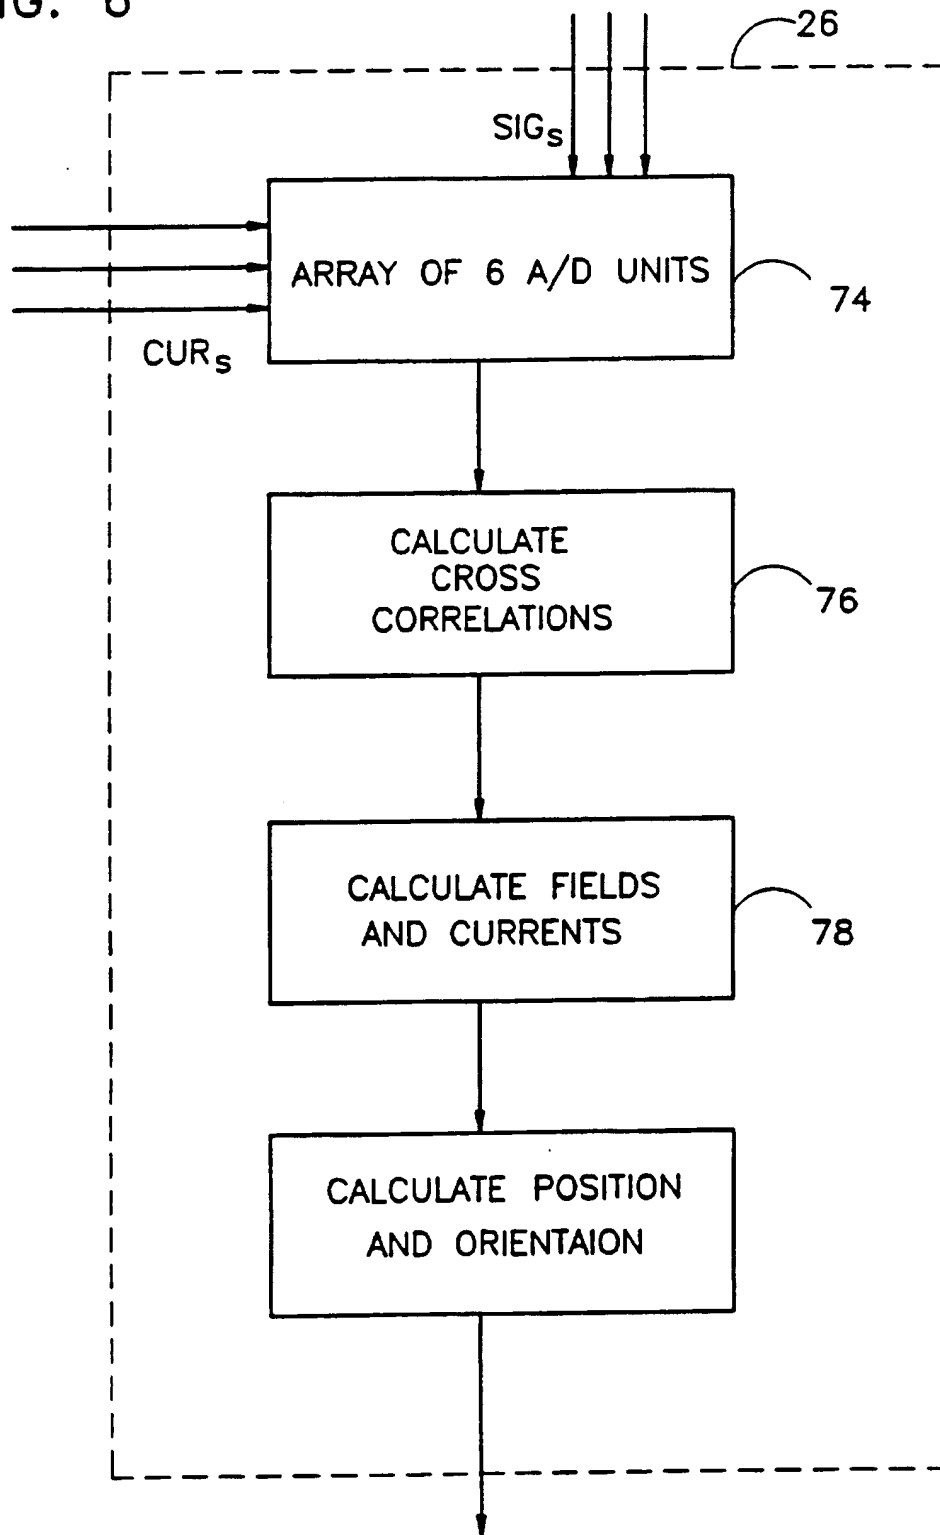 IG. 6
26
SIGs
ARRAY OF 6 A/D UNITS
74
CURs
CALCULATE
CROSS
CORRELATIONS
76
CALCULATE FIELDS
AND CURRENTS
78
CALCULATE POSITION
AND ORIENTAION